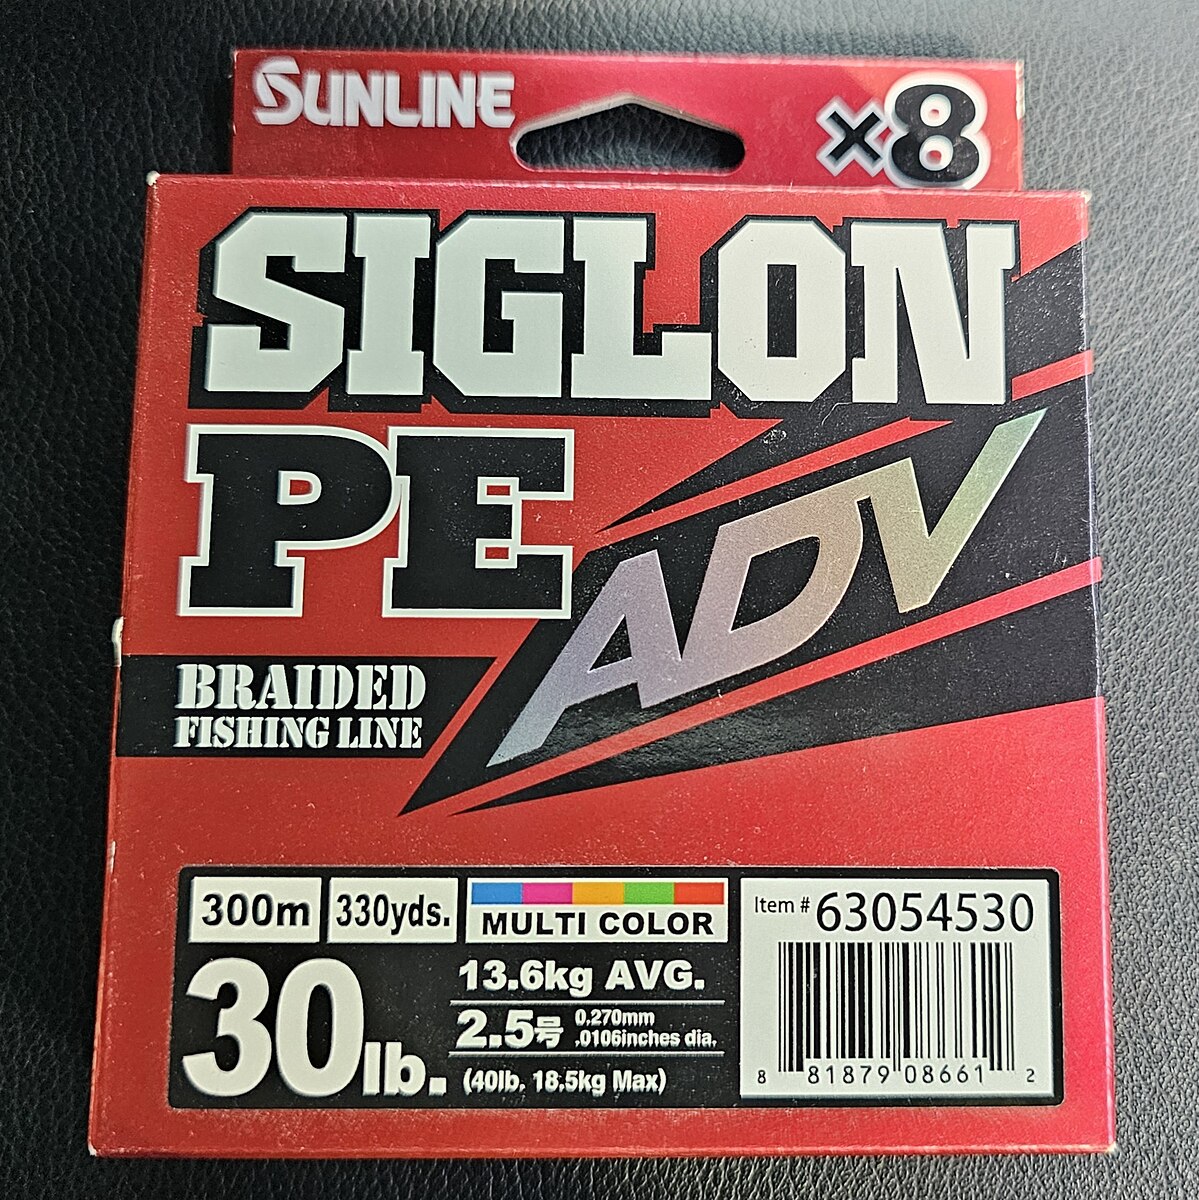 SUNLINE
×8
SIGLON
PE
ADV
BRAIDED
FISHING LINE
300m
330yds.
MULTI COLOR
Item # 63054530
30lb.
13.6kg AVG.
2.5号
0.270mm
.0106inches dia.
(40lb, 18.5kg Max)
8 81879 08661 2